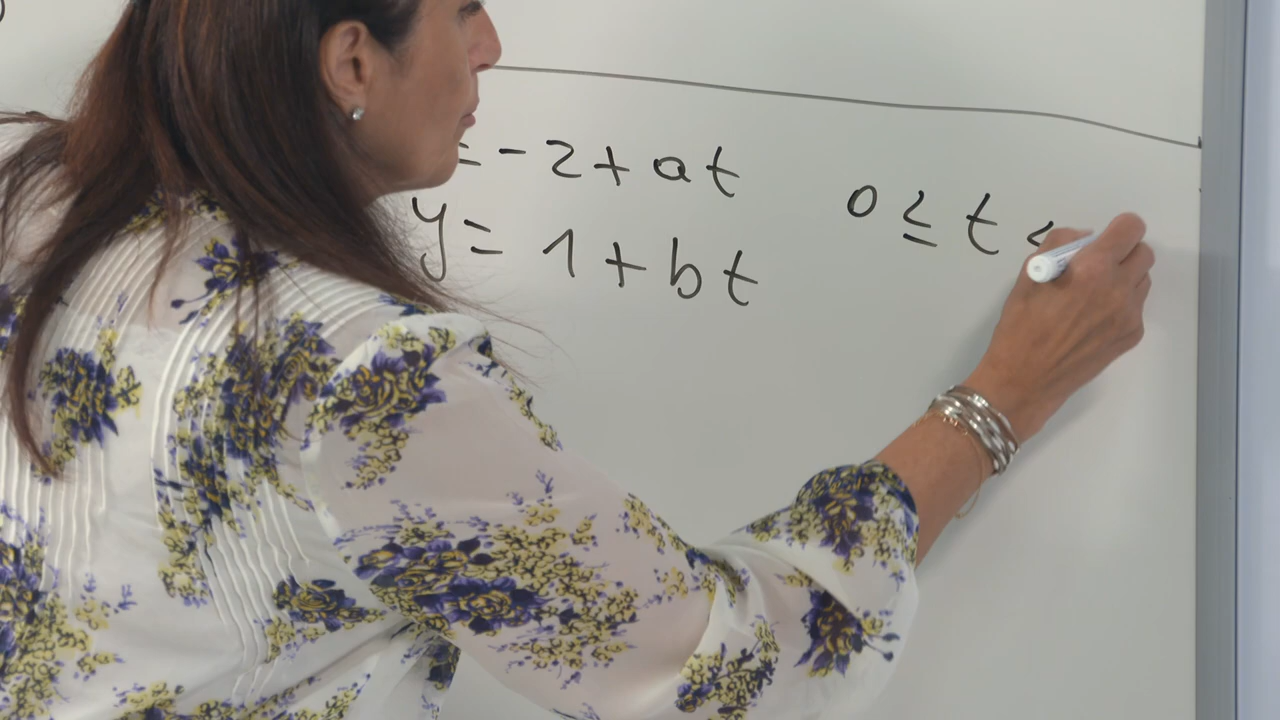 = -2 + at
y = 1 + bt
0 ≤ t <